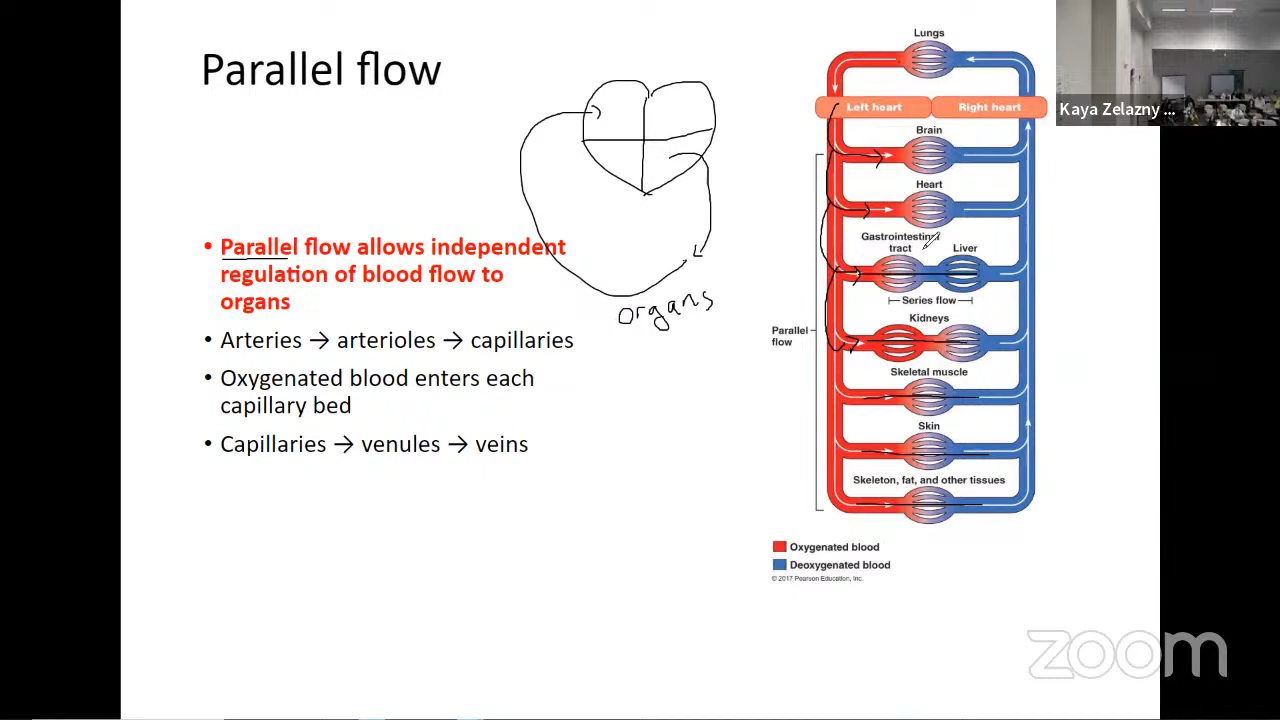 Parallel flow
• Parallel flow allows independent
regulation of blood flow to
organs
• Arteries → arterioles → capillaries
• Oxygenated blood enters each
capillary bed
• Capillaries → venules → veins
organs
Lungs
Left heart
Right heart
Brain
Heart
Gastrointestinal
tract
Liver
Series flow
Kidneys
Parallel
flow
Skeletal muscle
Skin
Skeleton, fat, and other tissues
Oxygenated blood
Deoxygenated blood
© 2017 Pearson Education, Inc.
Kaya Zelazny ...
zoom